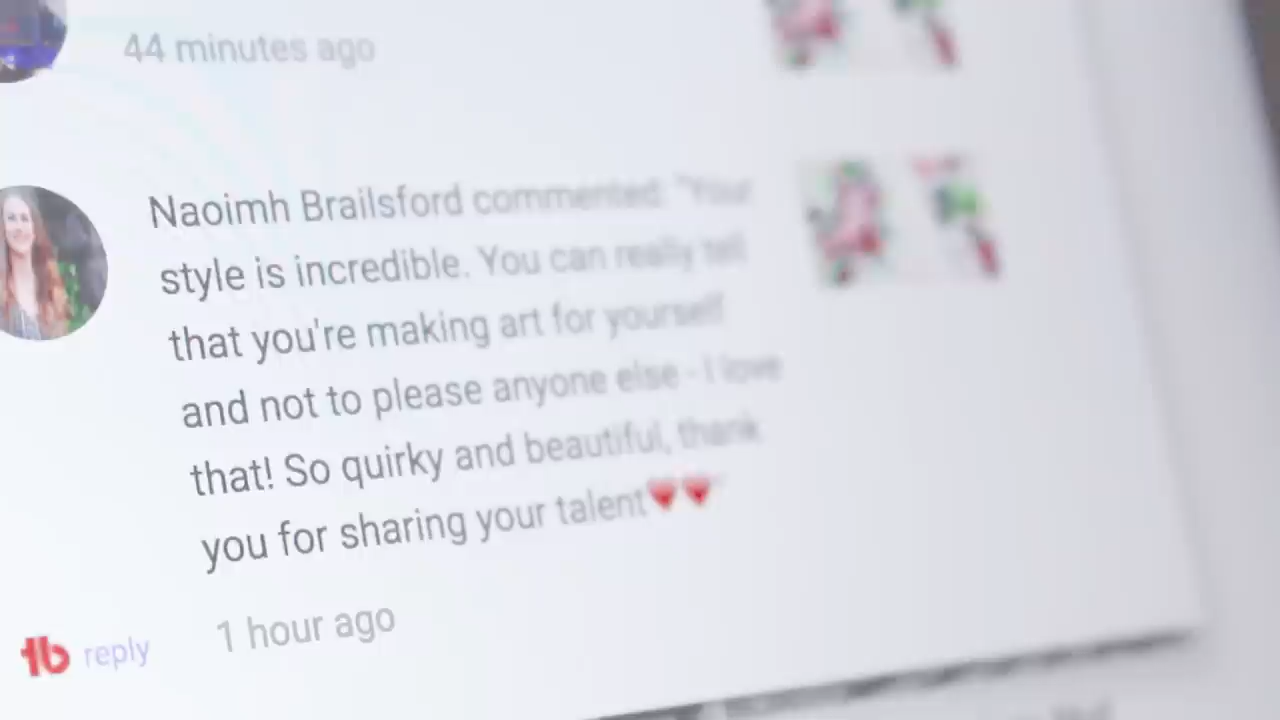 44 minutes ago
Naoimh Brailsford commented: "Your
style is incredible. You can really tell
that you're making art for yourself
and not to please anyone else - I love
that! So quirky and beautiful, thank
you for sharing your talent❤❤"
1 hour ago
tb reply